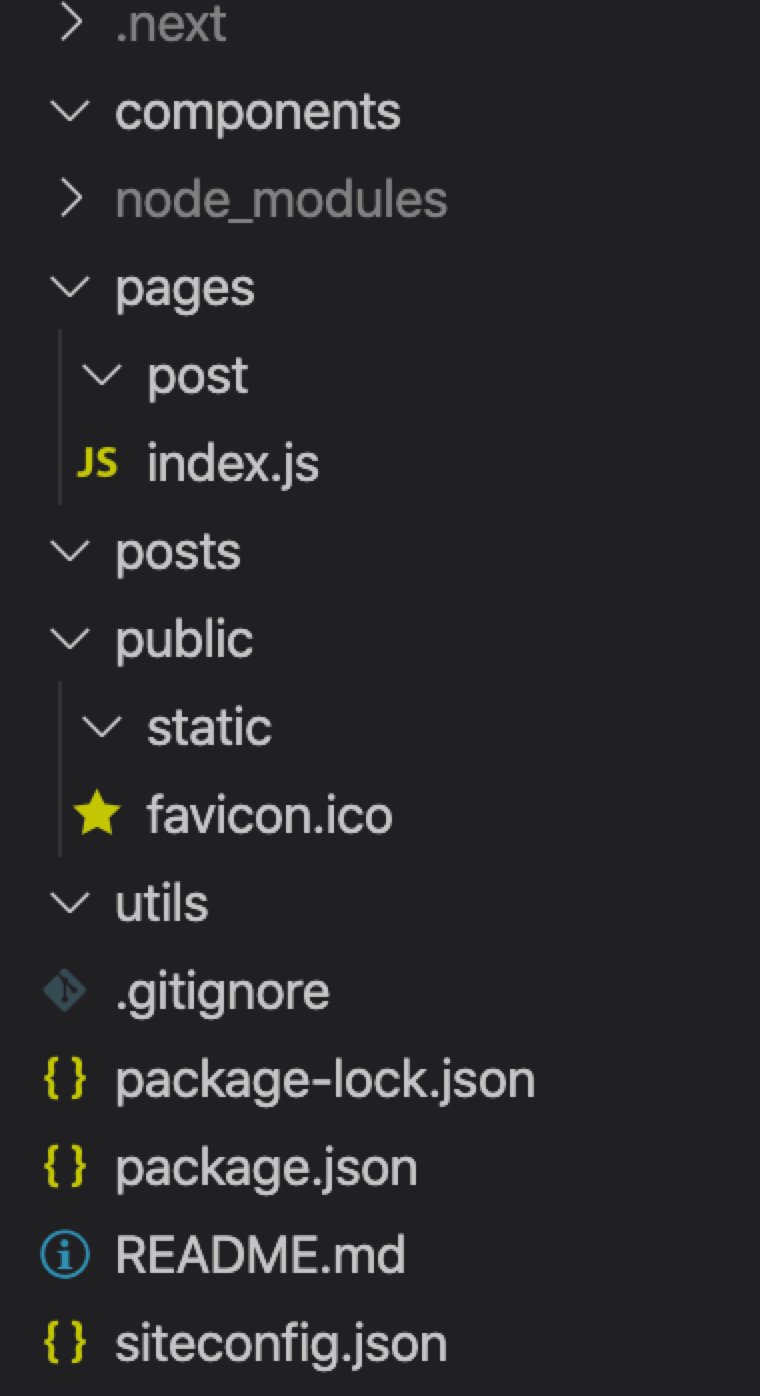 .next
components
node_modules
pages
post
JS index.js
posts
public
static
favicon.ico
utils
.gitignore
{ } package-lock.json
{ } package.json
README.md
{ } siteconfig.json